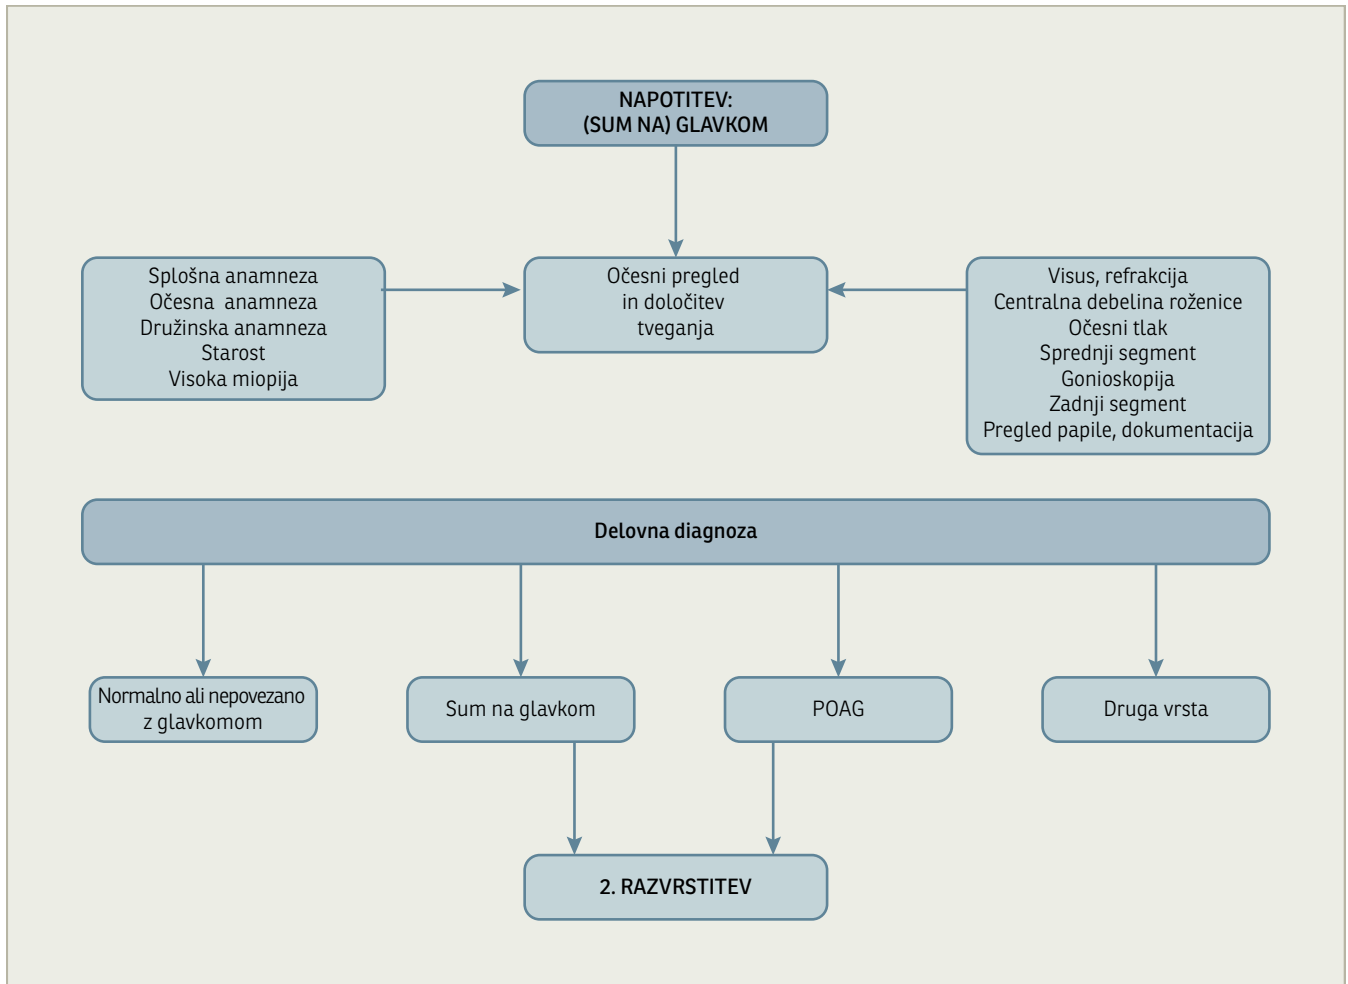 NAPOTITEV:
(SUM NA) GLAVKOM
Splošna anamneza
Očesna anamneza
Družinska anamneza
Starost
Visoka miopija
Očesni pregled
in določitev
tveganja
Visus, refrakcija
Centralna debelina roženice
Očesni tlak
Sprednji segment
Gonioskopija
Zadnji segment
Pregled papile, dokumentacija
Delovna diagnoza
Normalno ali nepovezano
z glavkomom
Sum na glavkom
POAG
Druga vrsta
2. RAZVRSTITEV